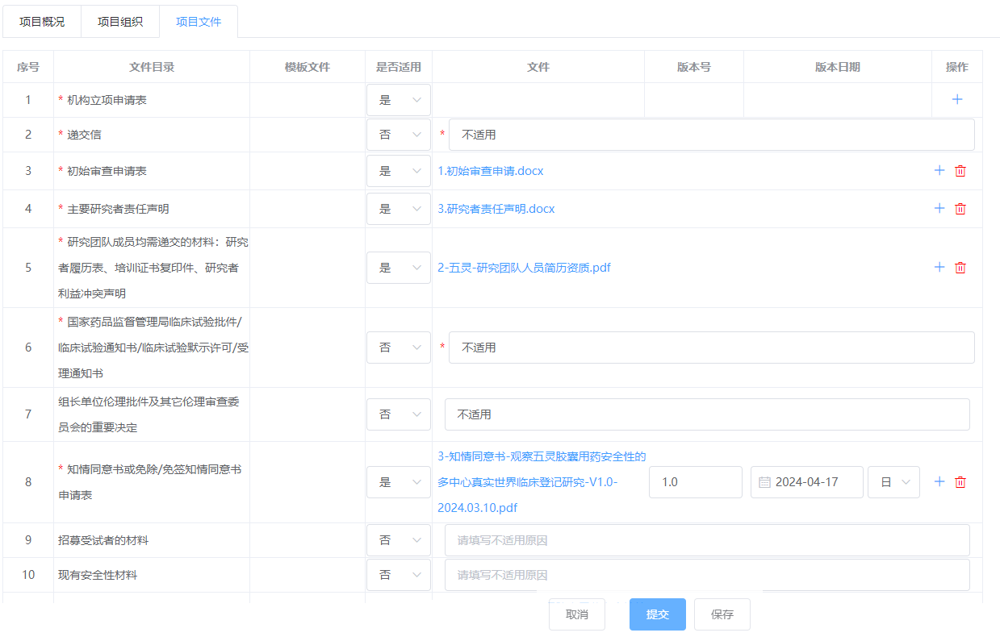 项目概况 项目组织 项目文件
序号 文件目录 模板文件 是否适用 文件 版本号 版本日期 操作
1 * 机构立项申请表 是
2 * 递交信 否 * 不适用
3 * 初始审查申请表 是 1.初始审查申请.docx
4 * 主要研究者责任声明 是 3.研究者责任声明.docx
5 * 研究团队成员均需递交的材料：研究
者履历表、培训证书复印件、研究者
利益冲突声明
是 2-五灵-研究团队人员简历资质.pdf
6 * 国家药品监督管理局临床试验批件/
临床试验通知书/临床试验默示许可/受
理通知书
否 * 不适用
7 组长单位伦理批件及其它伦理审查委
员会的重要决定
否 不适用
8 * 知情同意书或免除/免签知情同意书
申请表
是 3-知情同意书-观察五灵胶囊用药安全性的
多中心真实世界临床登记研究-V1.0-
2024.03.10.pdf
1.0 2024-04-17 日
9 招募受试者的材料 否 请填写不适用原因
10 现有安全性材料 否 请填写不适用原因
取消 提交 保存